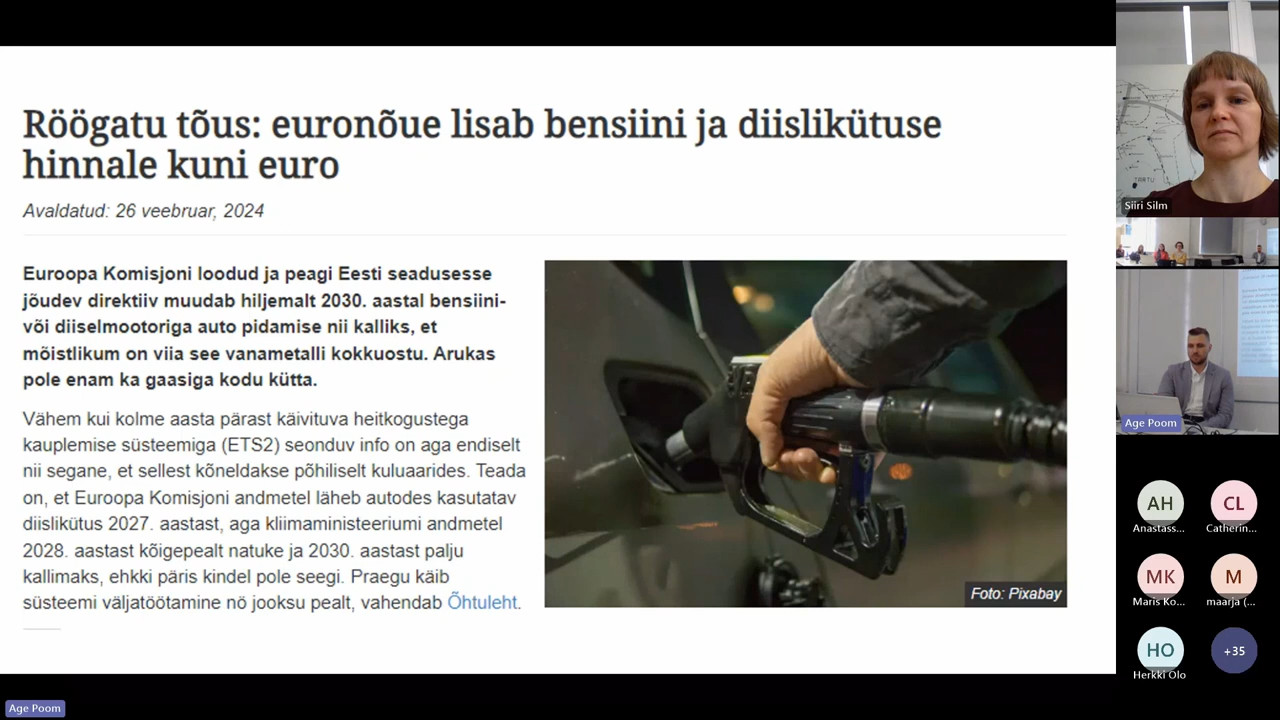 Röögatu tõus: euronõue lisab bensiini ja diislikütuse
hinnale kuni euro
Avaldatud: 26 veebruar, 2024
Euroopa Komisjoni loodud ja peagi Eesti seadusesse
jõudev direktiiv muudab hiljemalt 2030. aastal bensiini-
või diiselmootoriga auto pidamise nii kalliks, et
mõistlikum on viia see vanametalli kokkuostu. Arukas
pole enam ka gaasiga kodu kütta.
Vähem kui kolme aasta pärast käivituva heitkogustega
kauplemise süsteemiga (ETS2) seonduv info on aga endiselt
nii segane, et sellest kõneldakse põhiliselt kuluaarides. Teada
on, et Euroopa Komisjoni andmetel läheb autodes kasutatav
diislikütus 2027. aastast, aga kliimaministeeriumi andmetel
2028. aastast kõigepealt natuke ja 2030. aastast palju
kallimaks, ehkki päris kindel pole seegi. Praegu käib
süsteemi väljatöötamine nö jooksu pealt, vahendab Õhtuleht.
Foto: Pixabay
TARTU
Siiri Silm
Age Poom
AH
Anastass...
CL
Catherin...
MK
Maris Ko...
M
maarja (...
HO
Herkki Olo
+35
Age Poom